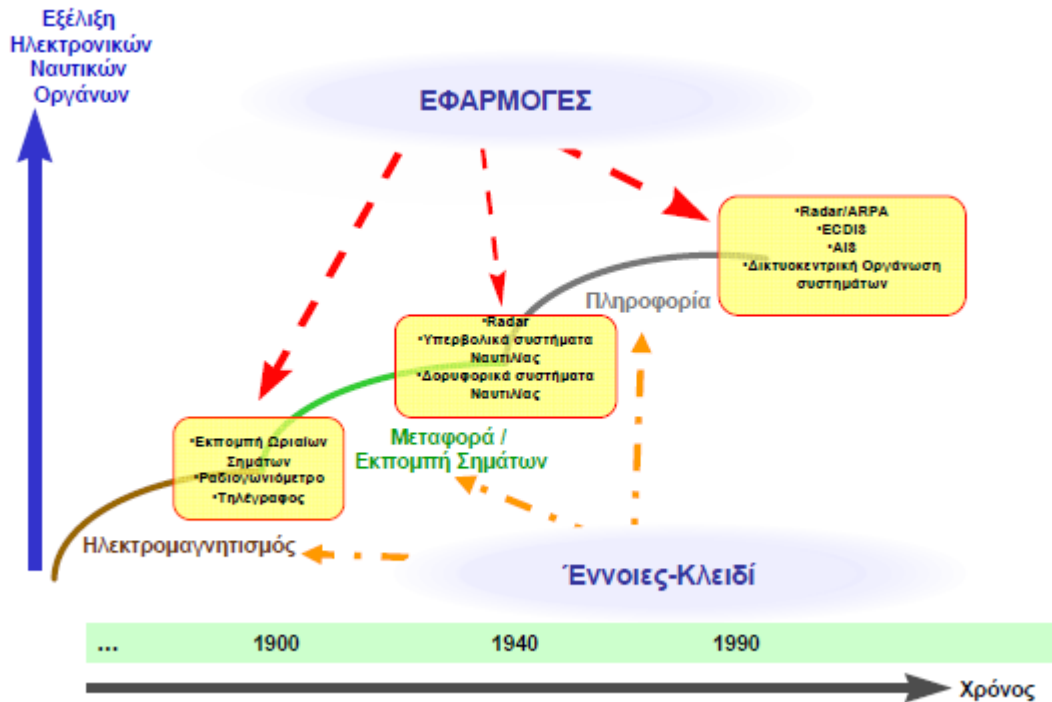 Εξέλιξη
Ηλεκτρονικών
Ναυτικών
Οργάνων
ΕΦΑΡΜΟΓΕΣ
•Radar/ARPA
•ECDIS
•AIS
•Δικτυοκεντρική Οργάνωση
συστημάτων
Πληροφορία
•Radar
•Υπερβολικά συστήματα
Ναυτιλίας
•Δορυφορικά συστήματα
Ναυτιλίας
Μεταφορά /
Εκπομπή Σημάτων
•Εκπομπή Ωριαίων
Σημάτων
•Ραδιογωνιόμετρο
•Τηλέγραφος
Ηλεκτρομαγνητισμός
Έννοιες-Κλειδί
... 1900 1940 1990
Χρόνος